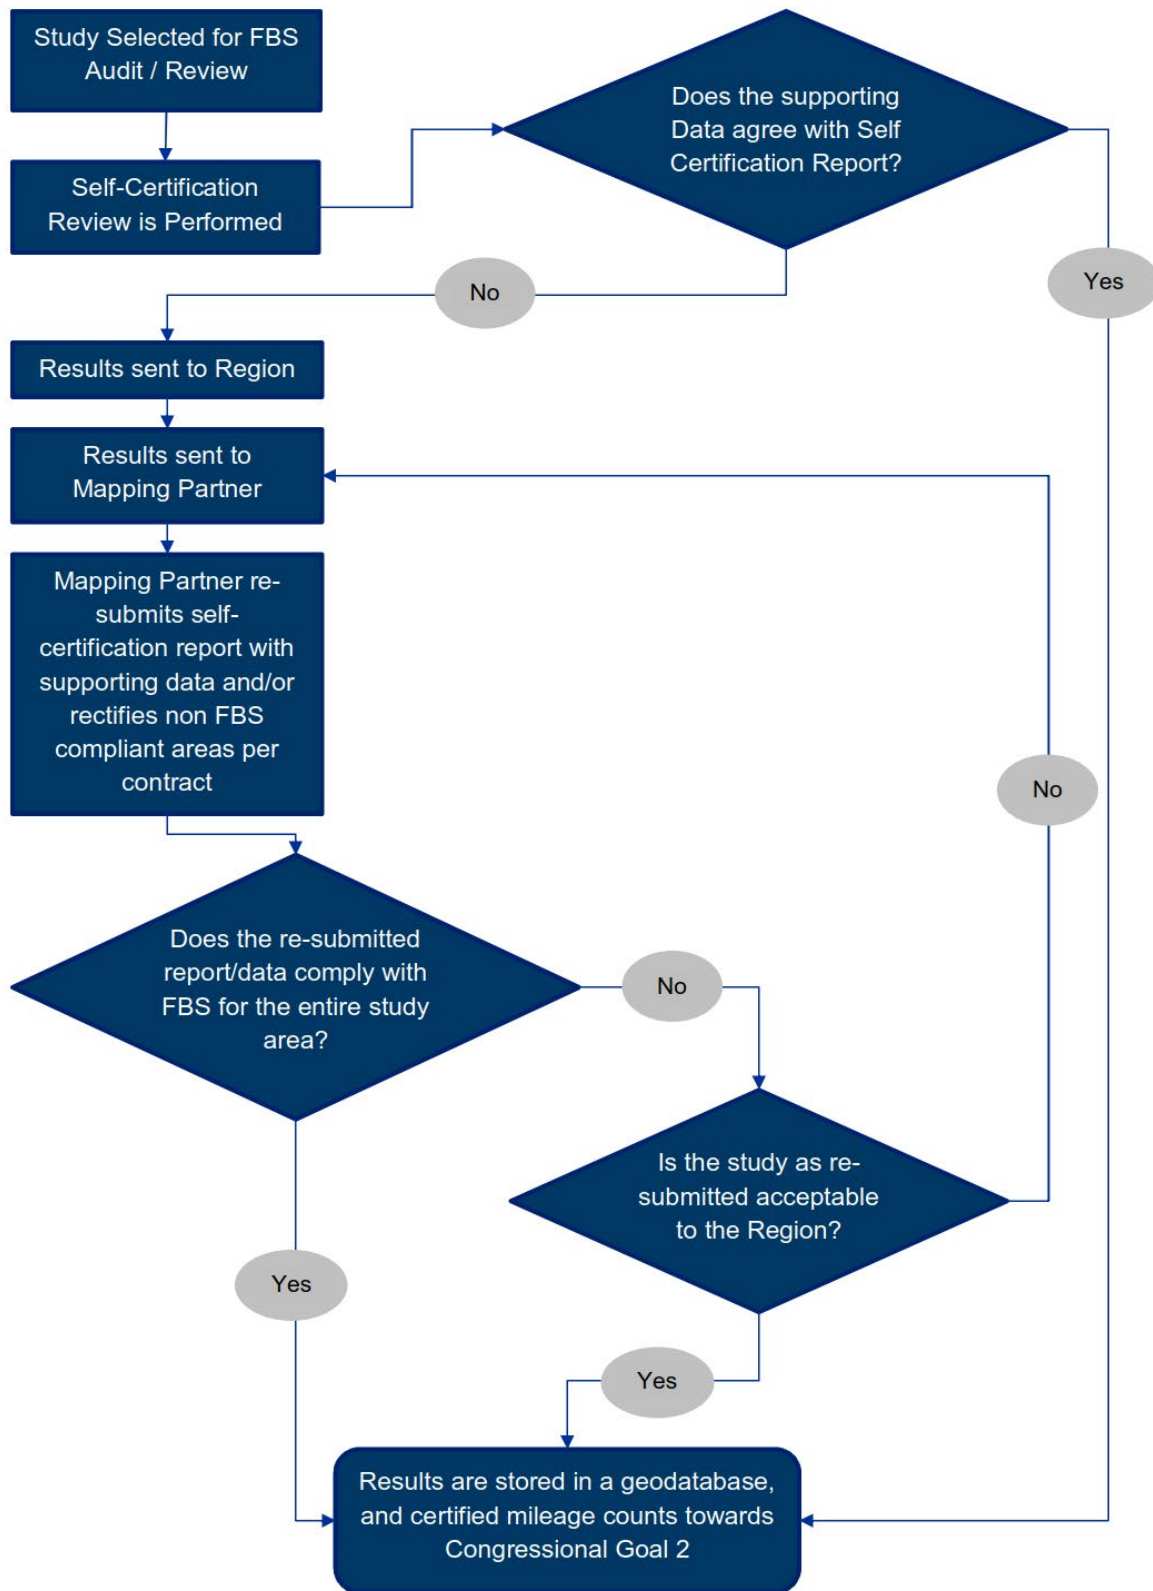 Study Selected for FBS
Audit / Review
Self-Certification
Review is Performed
Does the supporting
Data agree with Self
Certification Report?
No
Yes
Results sent to Region
Results sent to
Mapping Partner
Mapping Partner re-
submits self-
certification report with
supporting data and/or
rectifies non FBS
compliant areas per
contract
No
Does the re-submitted
report/data comply with
FBS for the entire study
area?
No
Is the study as re-
submitted acceptable
to the Region?
Yes
Yes
Results are stored in a geodatabase,
and certified mileage counts towards
Congressional Goal 2